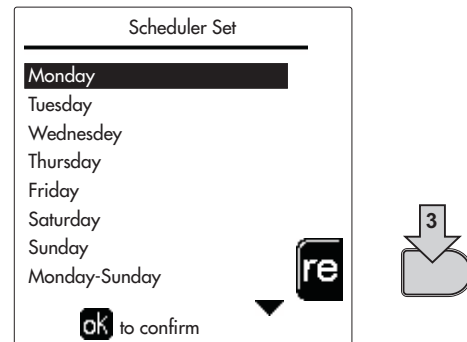 Scheduler Set
Monday
Tuesday
Wednesdey
Thursday
Friday
Saturday
Sunday
Monday-Sunday
re
ok to confirm
3